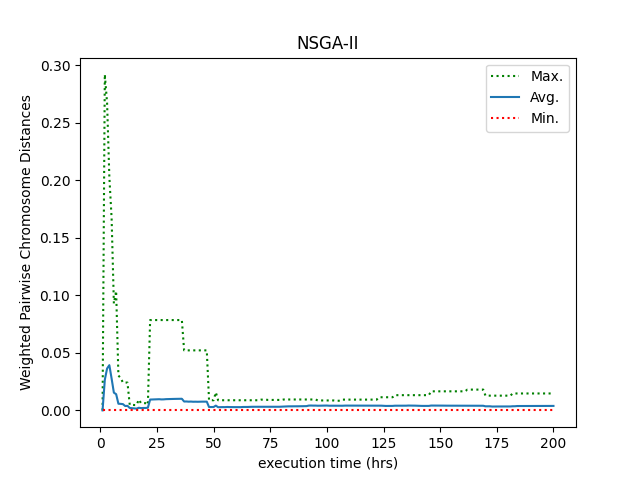 NSGA-II
Weighted Pairwise Chromosome Distances
0.30
0.25
0.20
0.15
0.10
0.05
0.00
Max.
Avg.
Min.
0 25 50 75 100 125 150 175 200
execution time (hrs)